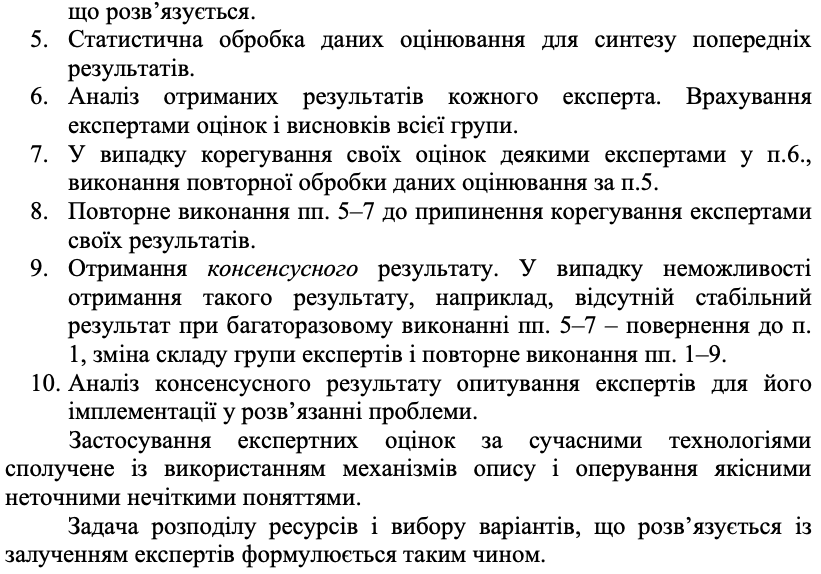 що розв’язується.
5. Статистична обробка даних оцінювання для синтезу попередніх
результатів.
6. Аналіз отриманих результатів кожного експерта. Врахування
експертами оцінок і висновків всієї групи.
7. У випадку корегування своїх оцінок деякими експертами у п.6.,
виконання повторної обробки даних оцінювання за п.5.
8. Повторне виконання пп. 5–7 до припинення корегування експертами
своїх результатів.
9. Отримання консенсусного результату. У випадку неможливості
отримання такого результату, наприклад, відсутній стабільний
результат при багаторазовому виконанні пп. 5–7 – повернення до п.
1, зміна складу групи експертів і повторне виконання пп. 1–9.
10. Аналіз консенсусного результату опитування експертів для його
імплементації у розв’язанні проблеми.
Застосування експертних оцінок за сучасними технологіями
сполучене із використанням механізмів опису і оперування якісними
неточними нечіткими поняттями.
Задача розподілу ресурсів і вибору варіантів, що розв’язується із
залученням експертів формулюється таким чином.